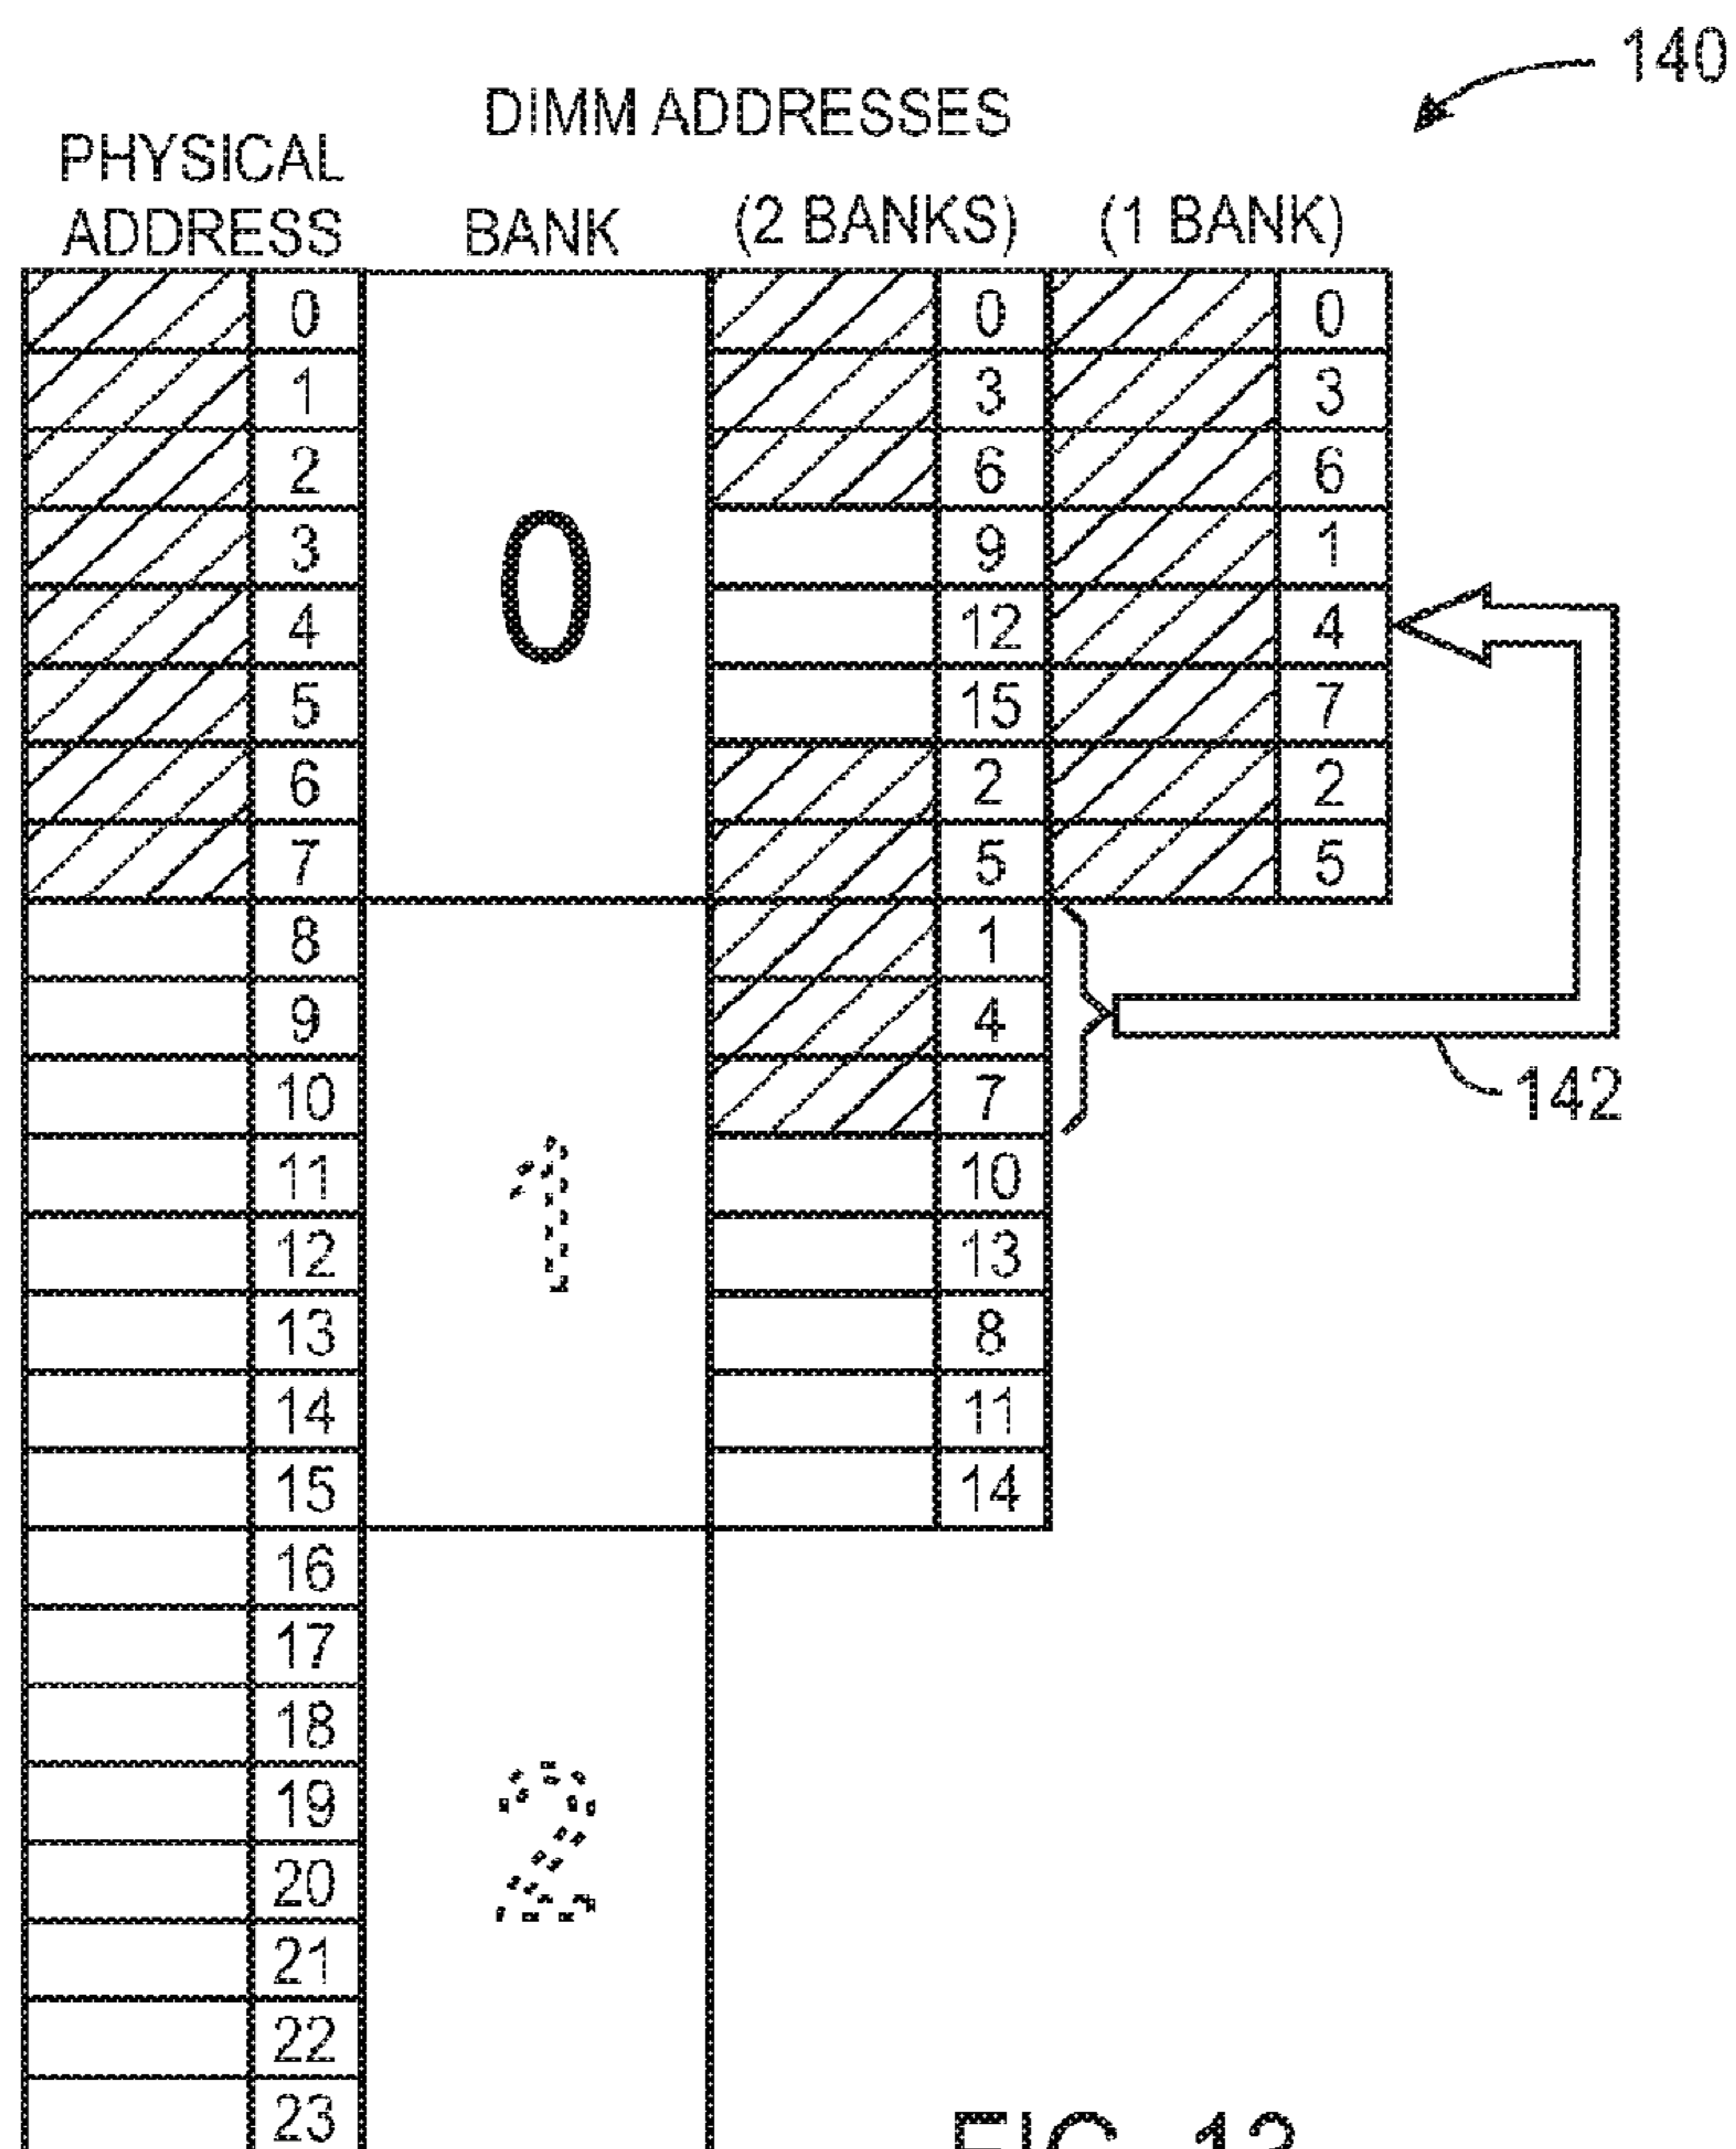 140
DIMM ADDRESSES
PHYSICAL
ADDRESS BANK (2 BANKS) (1 BANK)
0 0 0
1 3 3
2 6 6
3 9 1
0
4 12 4
5 15 7
6 2 2
7 5 5
8 1
9 4
10 7 142
11 10
1
12 13
13 8
14 11
15 14
16
17
18
19
2
20
21
22
23
FIG. 13